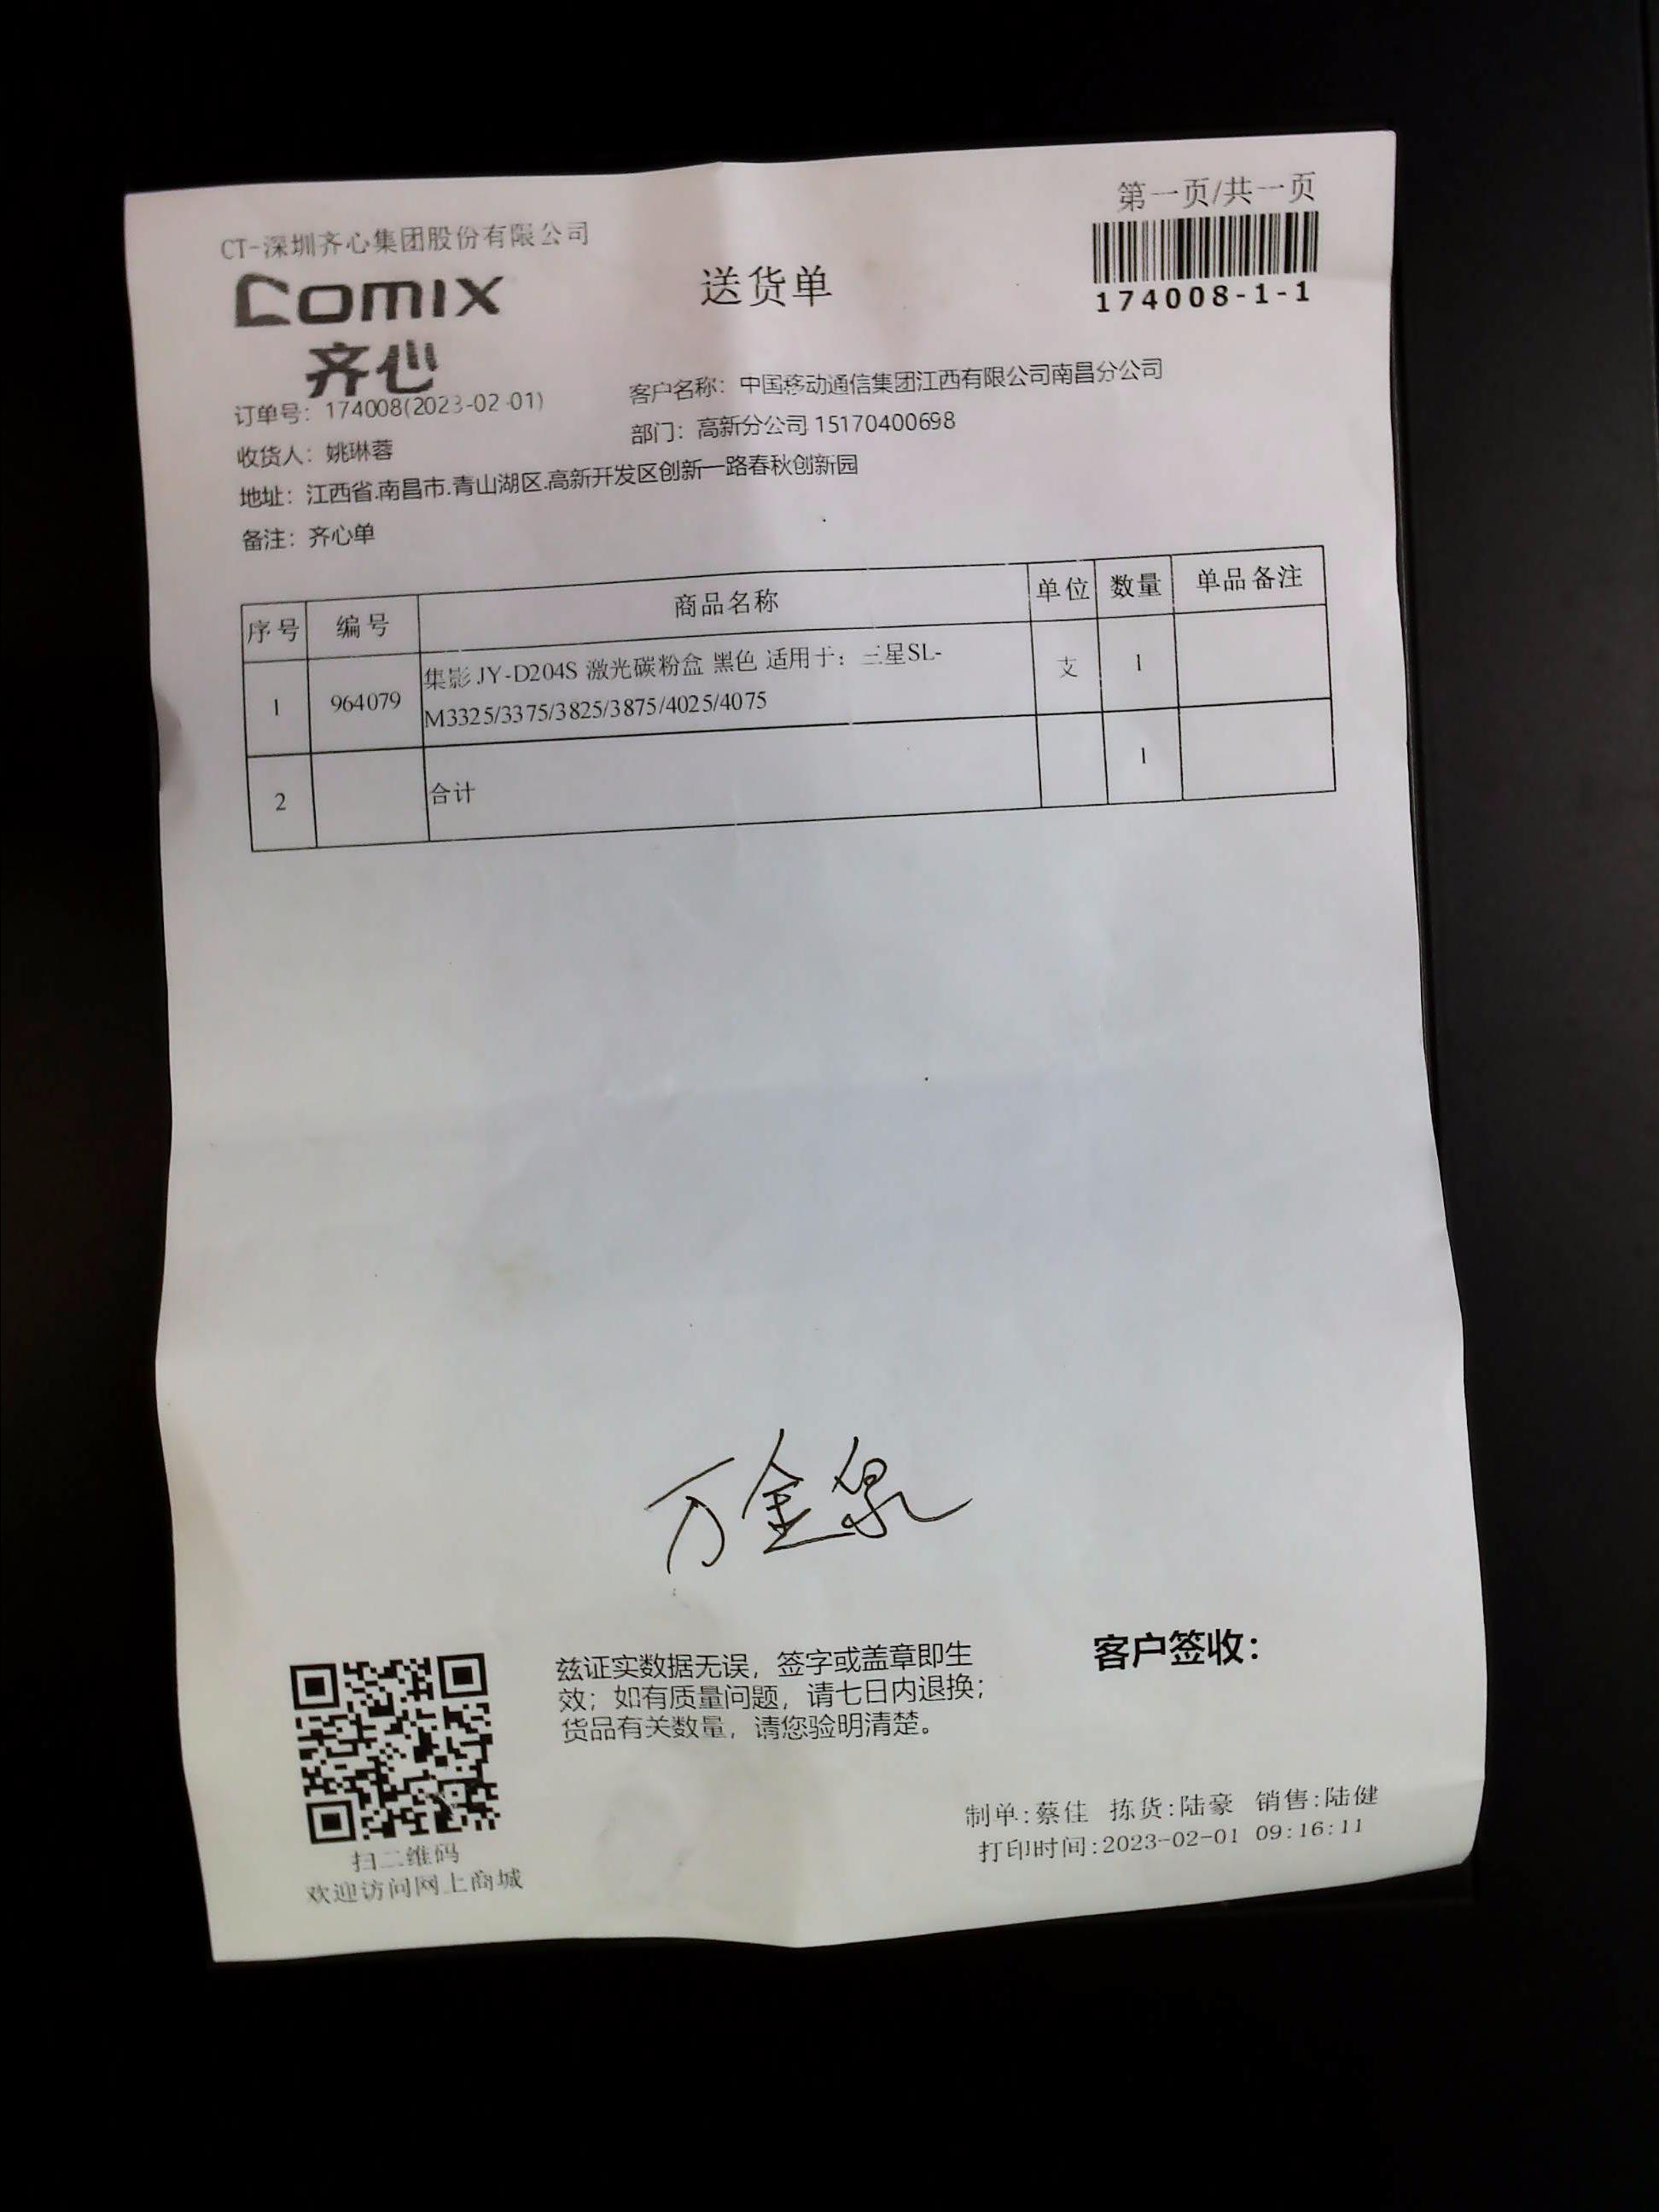 第一页/共一页
CT-深圳齐心集团股份有限公司
comix
齐心
送货单
174008-1-1
订单号：174008(2023-02-01)
客户名称：中国移动通信集团江西有限公司南昌分公司
收货人：姚琳蓉
部门：高新分公司 15170400698
地址：江西省.南昌市.青山湖区.高新开发区创新一路春秋创新园
备注：齐心单
序号 编号 商品名称 单位 数量 单品备注
1 964079 集影 JY-D204S 激光碳粉盒 黑色 适用于：三星SL-
M3325/3375/3825/3875/4025/4075 支 1
2 合计 1
万金泉
兹证实数据无误，签字或盖章即生
效；如有质量问题，请七日内退换；
货品有关数量，请您验明清楚。
客户签收：
扫二维码
欢迎访问网上商城
制单:蔡佳 拣货:陆豪 销售:陆健
打印时间:2023-02-01 09:16:11